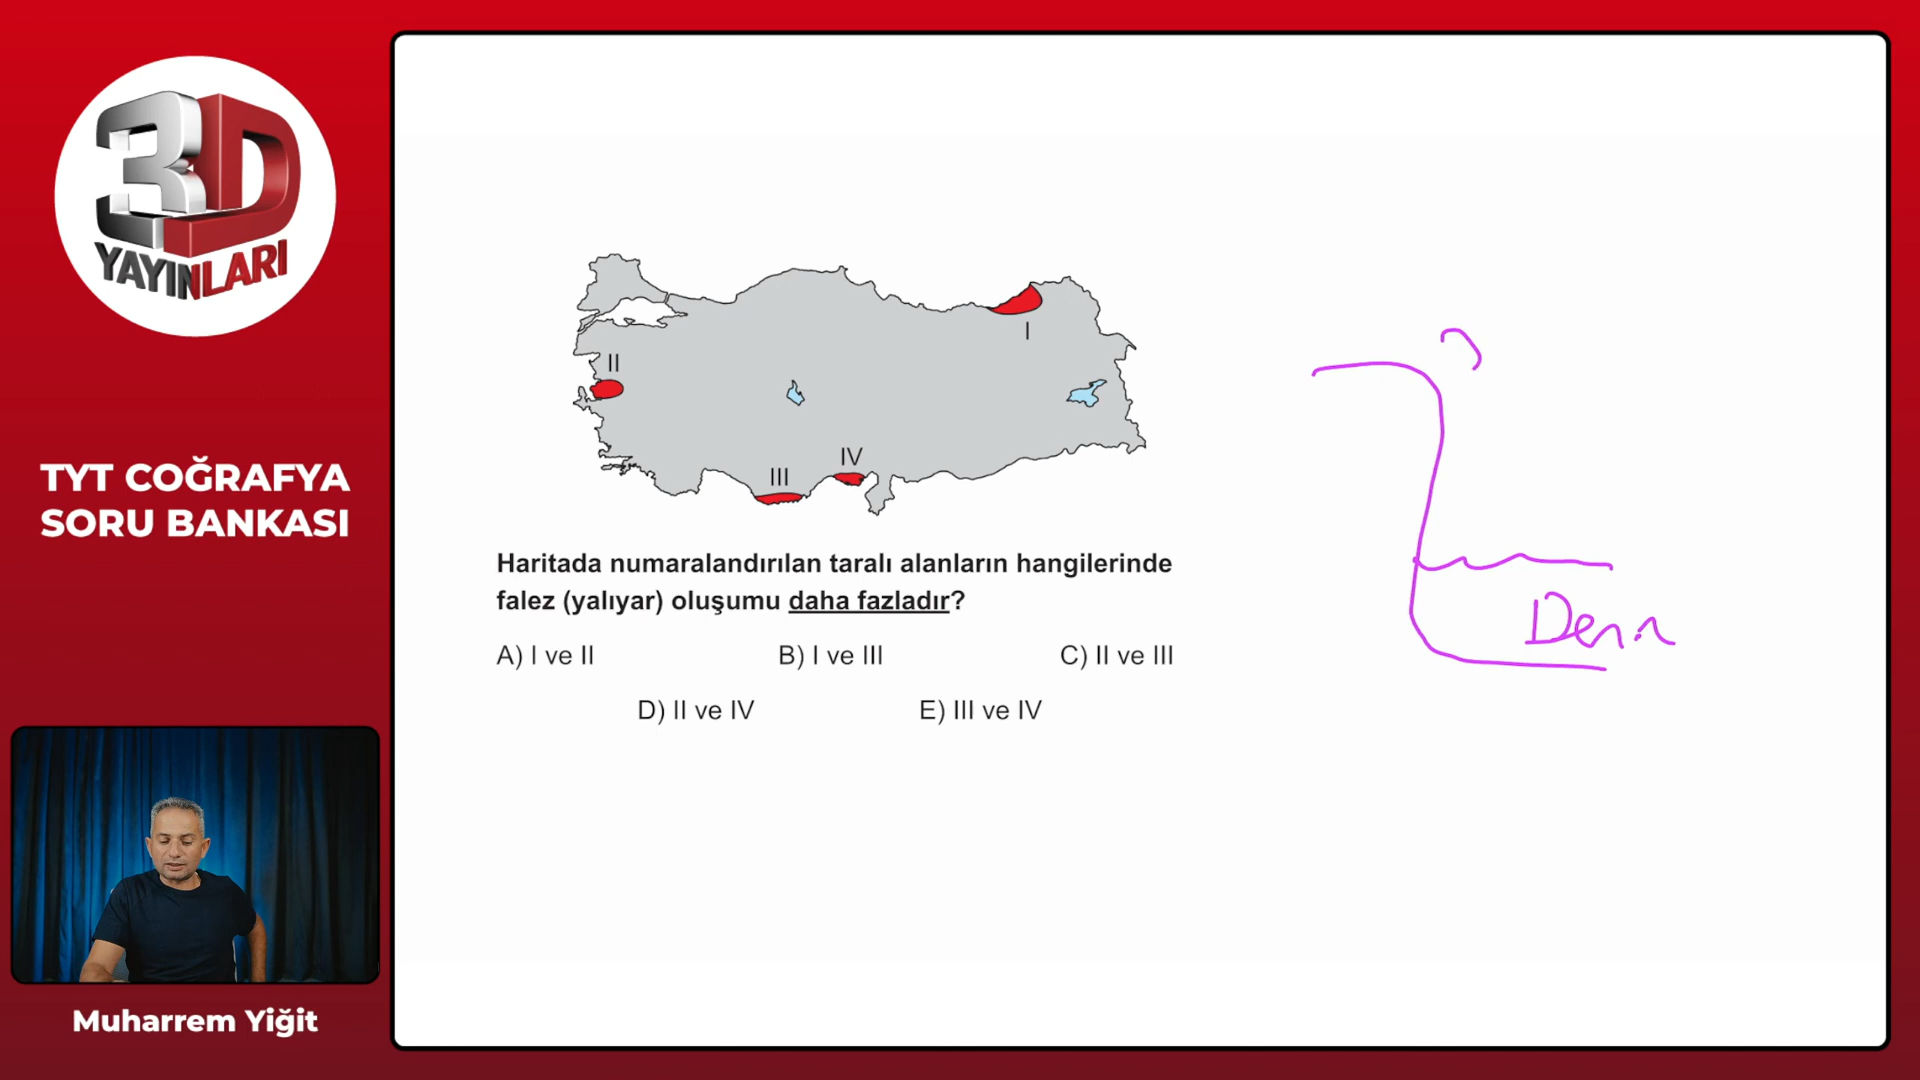 3D
YAYINLARI
TYT COĞRAFYA
SORU BANKASI
Muharrem Yiğit
I
II
III
IV
Haritada numaralandırılan taralı alanların hangilerinde
falez (yalıyar) oluşumu daha fazladır?
A) I ve II
B) I ve III
C) II ve III
D) II ve IV
E) III ve IV